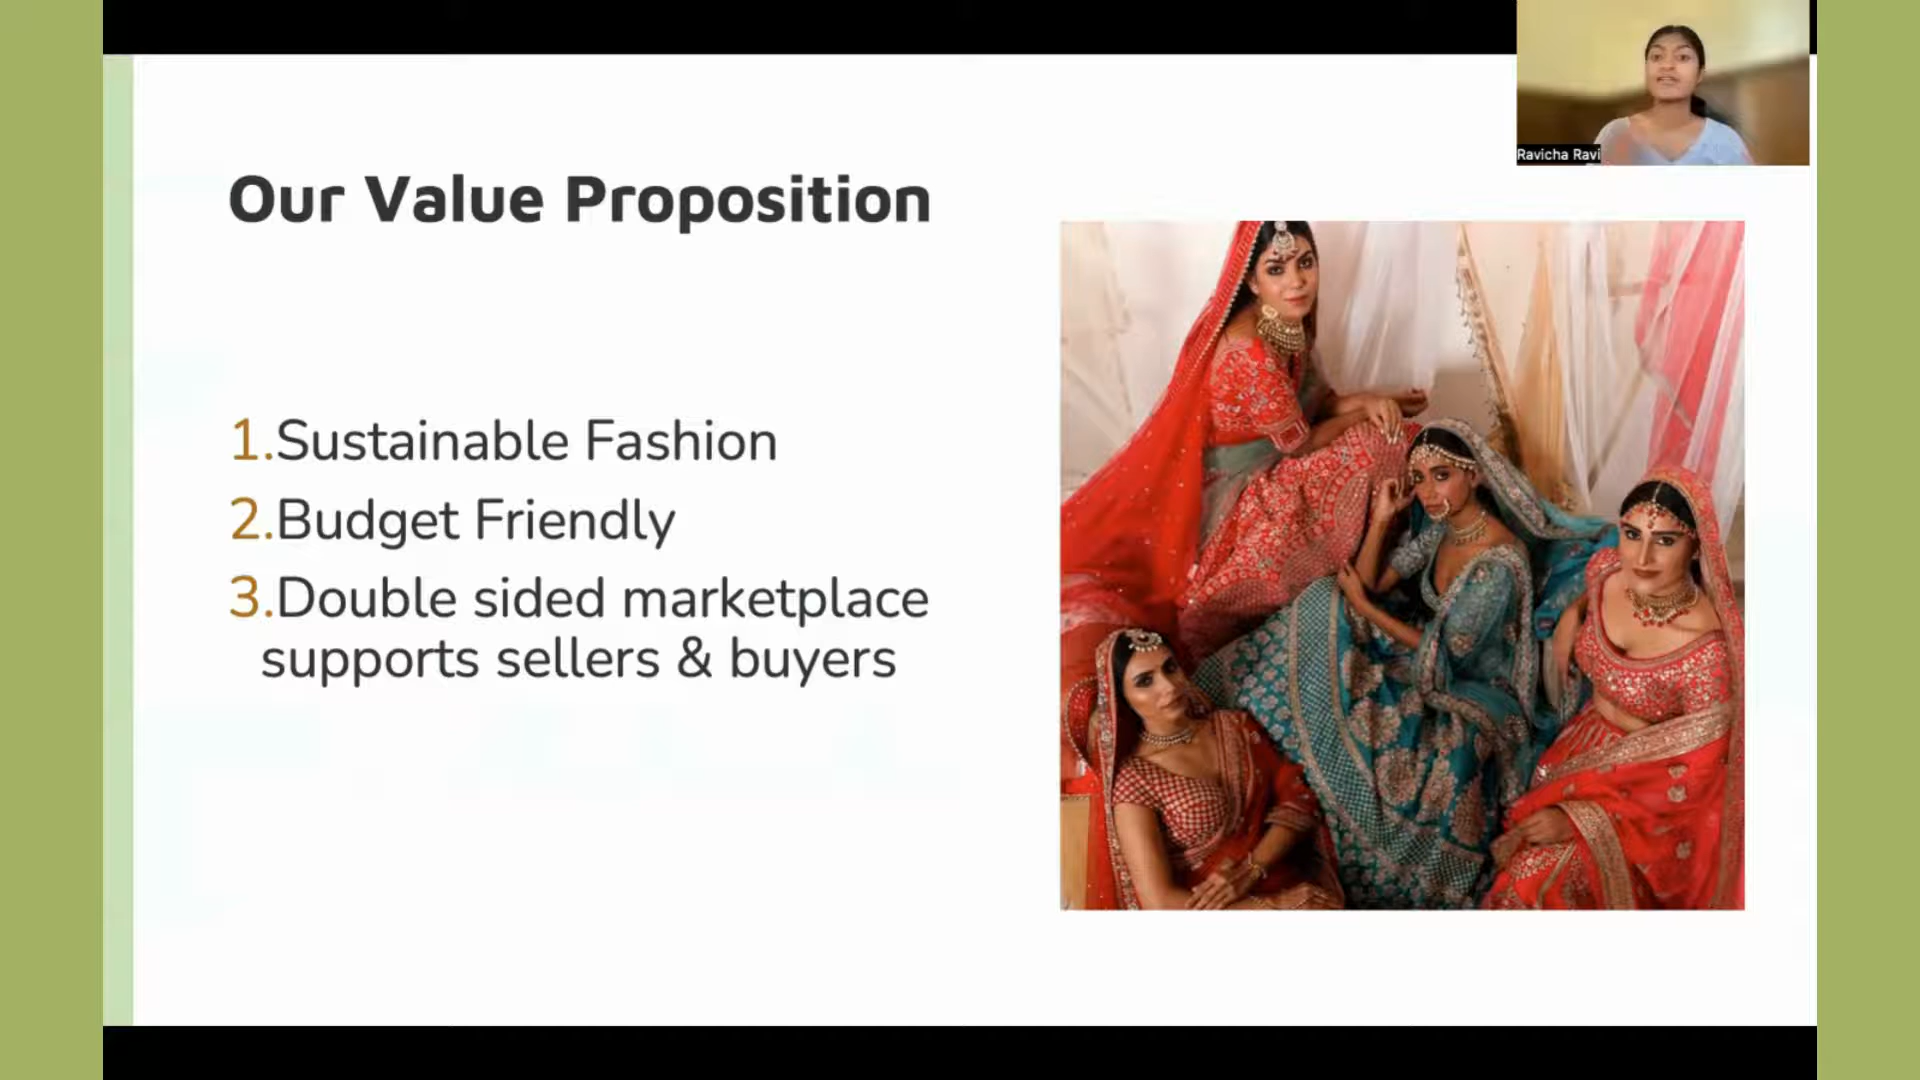 Ravicha Ravi
Our Value Proposition
1.Sustainable Fashion
2.Budget Friendly
3.Double sided marketplace
supports sellers & buyers